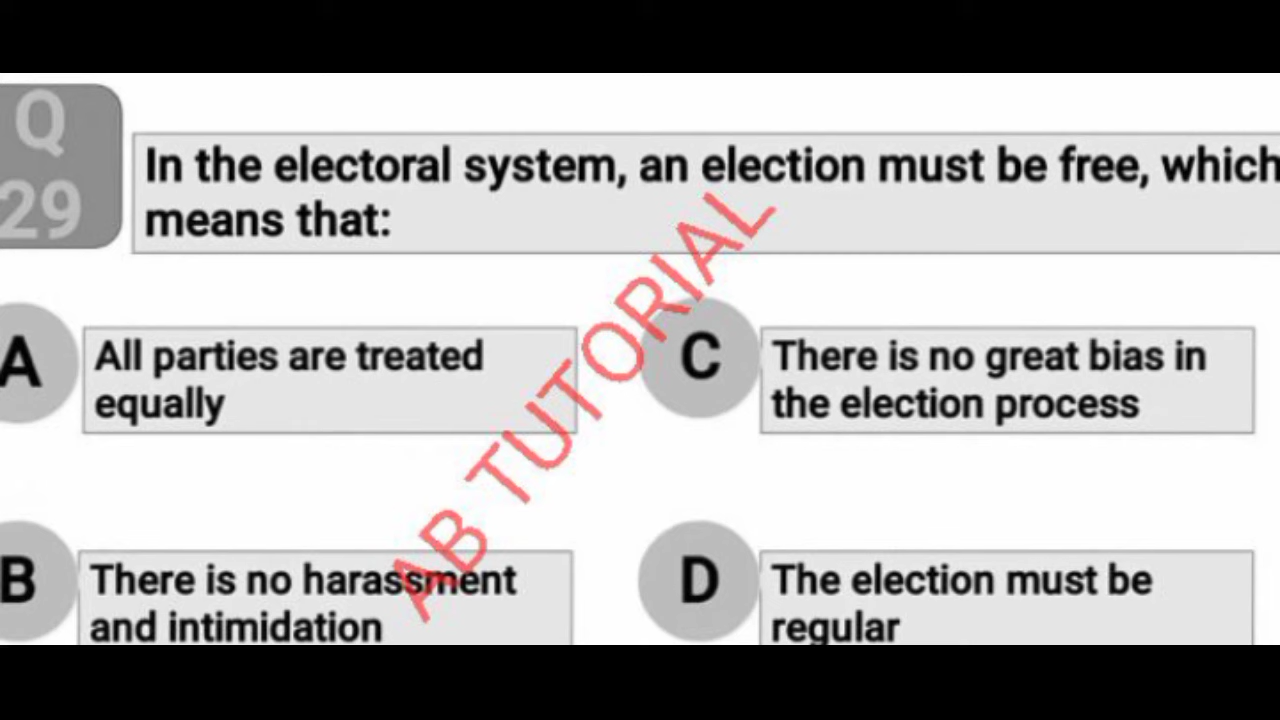 Q
29
In the electoral system, an election must be free, which
means that:
A
All parties are treated
equally
C
There is no great bias in
the election process
B
There is no harassment
and intimidation
D
The election must be
regular
AB TUTORIAL